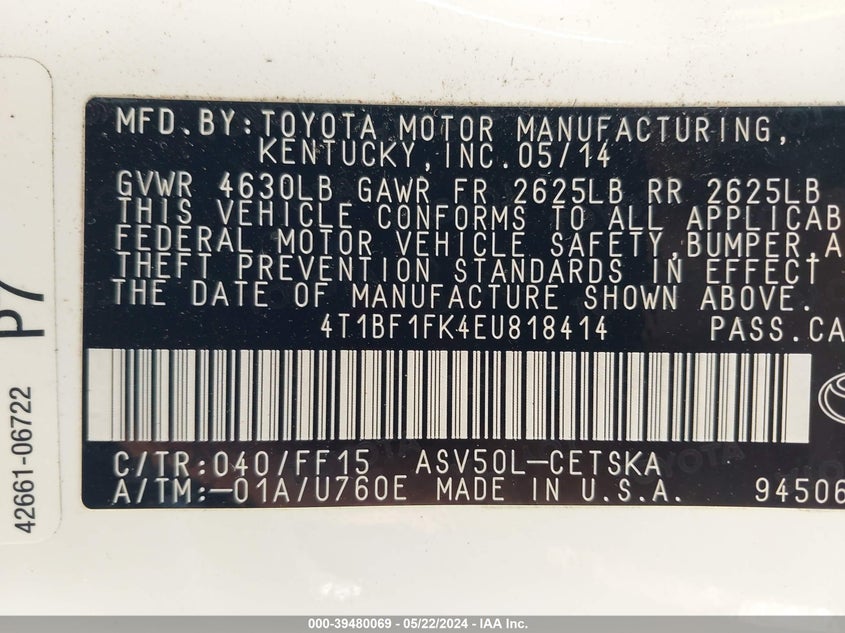 MFD.BY:TOYOTA MOTOR MANUFACTURING,
KENTUCKY,INC.05/14
GVWR 4630LB GAWR FR 2625LB RR 2625LB
THIS VEHICLE CONFORMS TO ALL APPLICAB
FEDERAL MOTOR VEHICLE SAFETY,BUMPER,A
THEFT PREVENTION STANDARDS IN EFFECT
THE DATE OF MANUFACTURE SHOWN ABOVE.
4T1BF1FK4EU818414 PASS.CA
C/TR:040/FF15 ASV50L-CETSKA
A/TM:-01A/U760E MADE IN U.S.A. 94506
P7
42661-06722
000-39480069 - 05/22/2024 - IAA Inc.